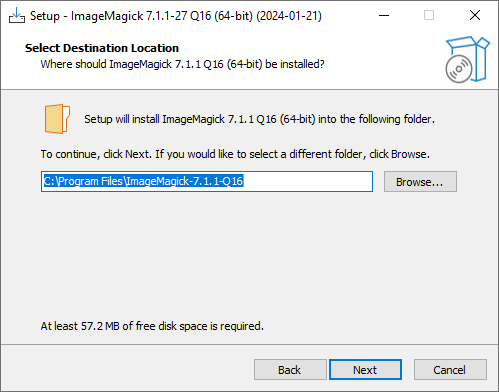 Setup - ImageMagick 7.1.1-27 Q16 (64-bit) (2024-01-21)
Select Destination Location
Where should ImageMagick 7.1.1 Q16 (64-bit) be installed?
Setup will install ImageMagick 7.1.1 Q16 (64-bit) into the following folder.
To continue, click Next. If you would like to select a different folder, click Browse.
C:\Program Files\ImageMagick-7.1.1-Q16
Browse...
At least 57.2 MB of free disk space is required.
Back
Next
Cancel